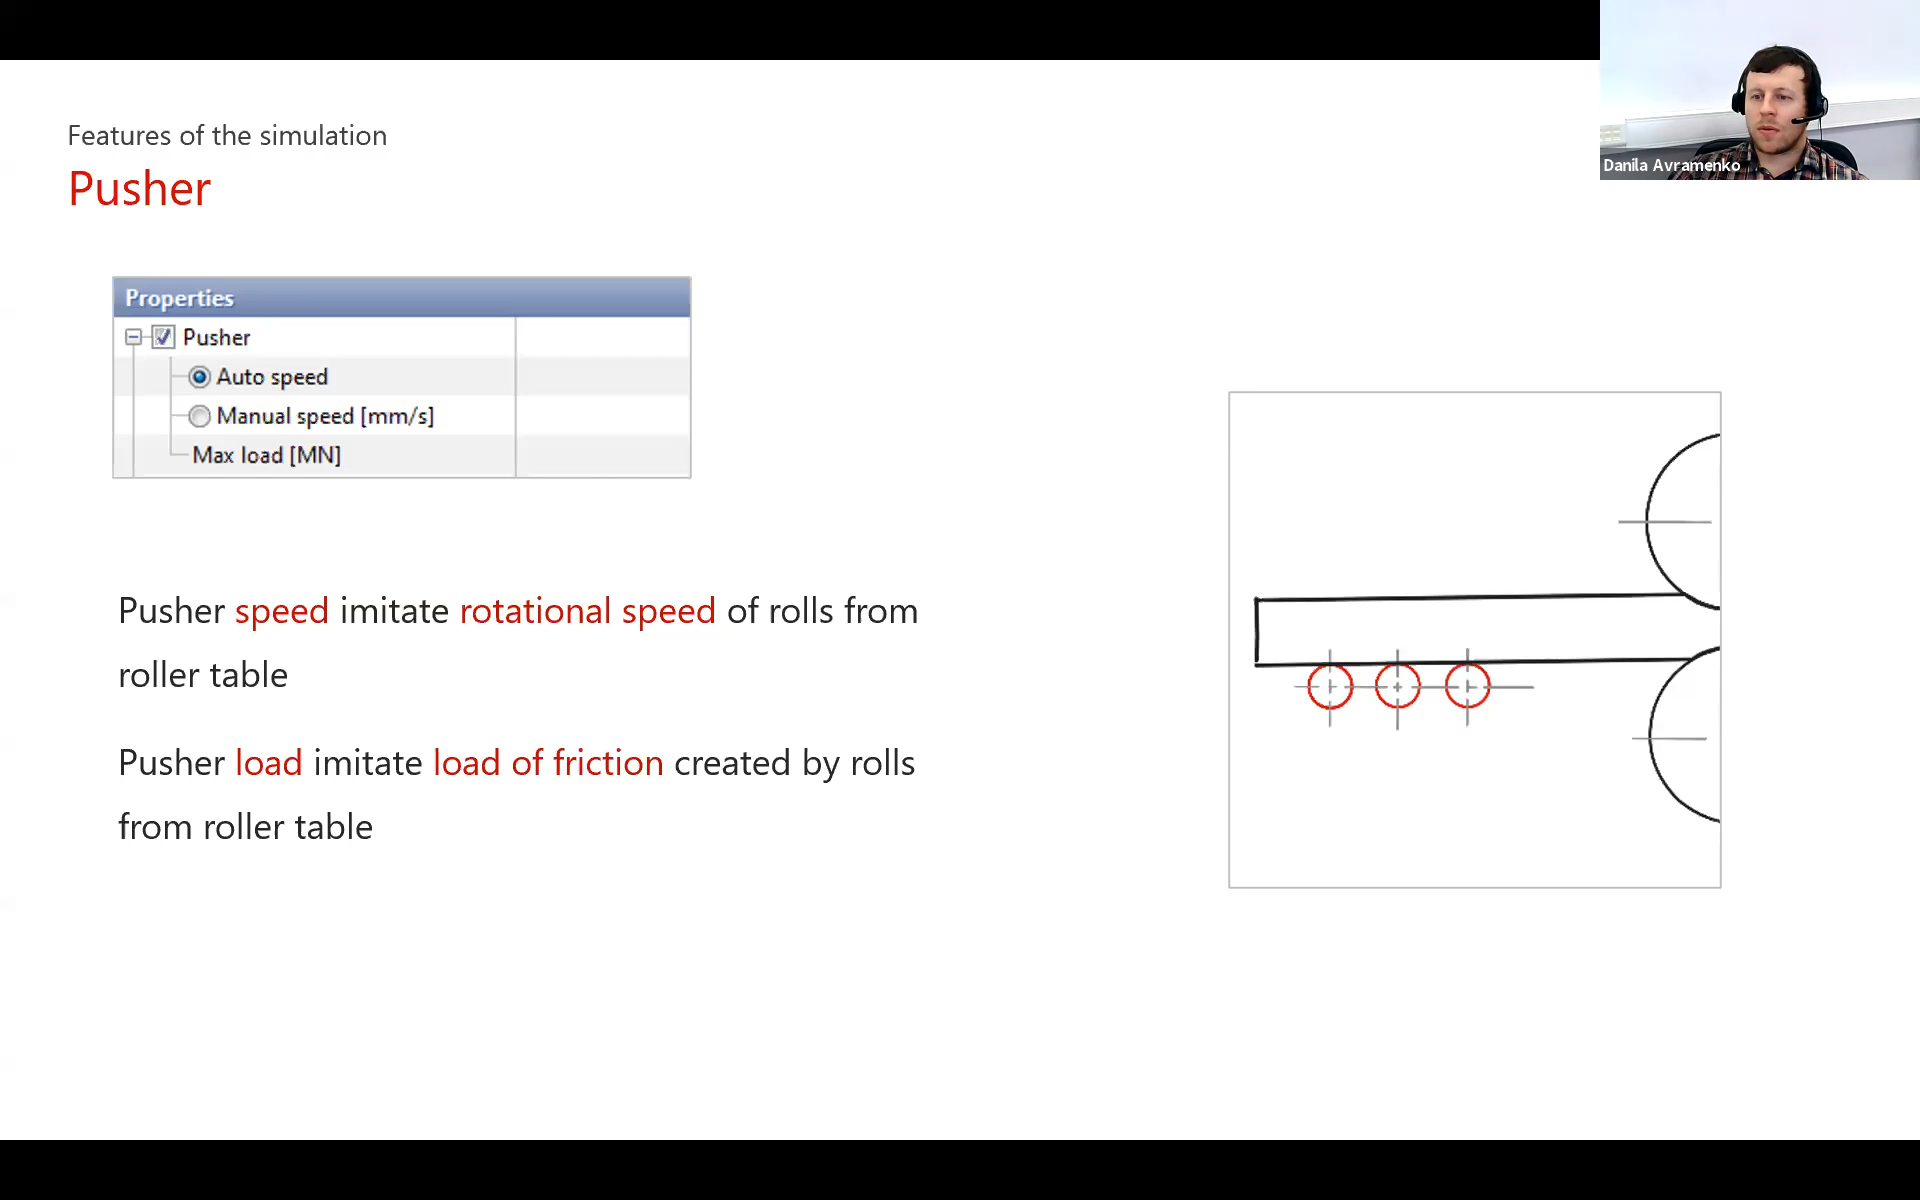 Features of the simulation
Pusher
Danila Avramenko
Properties
Pusher
Auto speed
Manual speed [mm/s]
Max load [MN]
Pusher speed imitate rotational speed of rolls from
roller table
Pusher load imitate load of friction created by rolls
from roller table